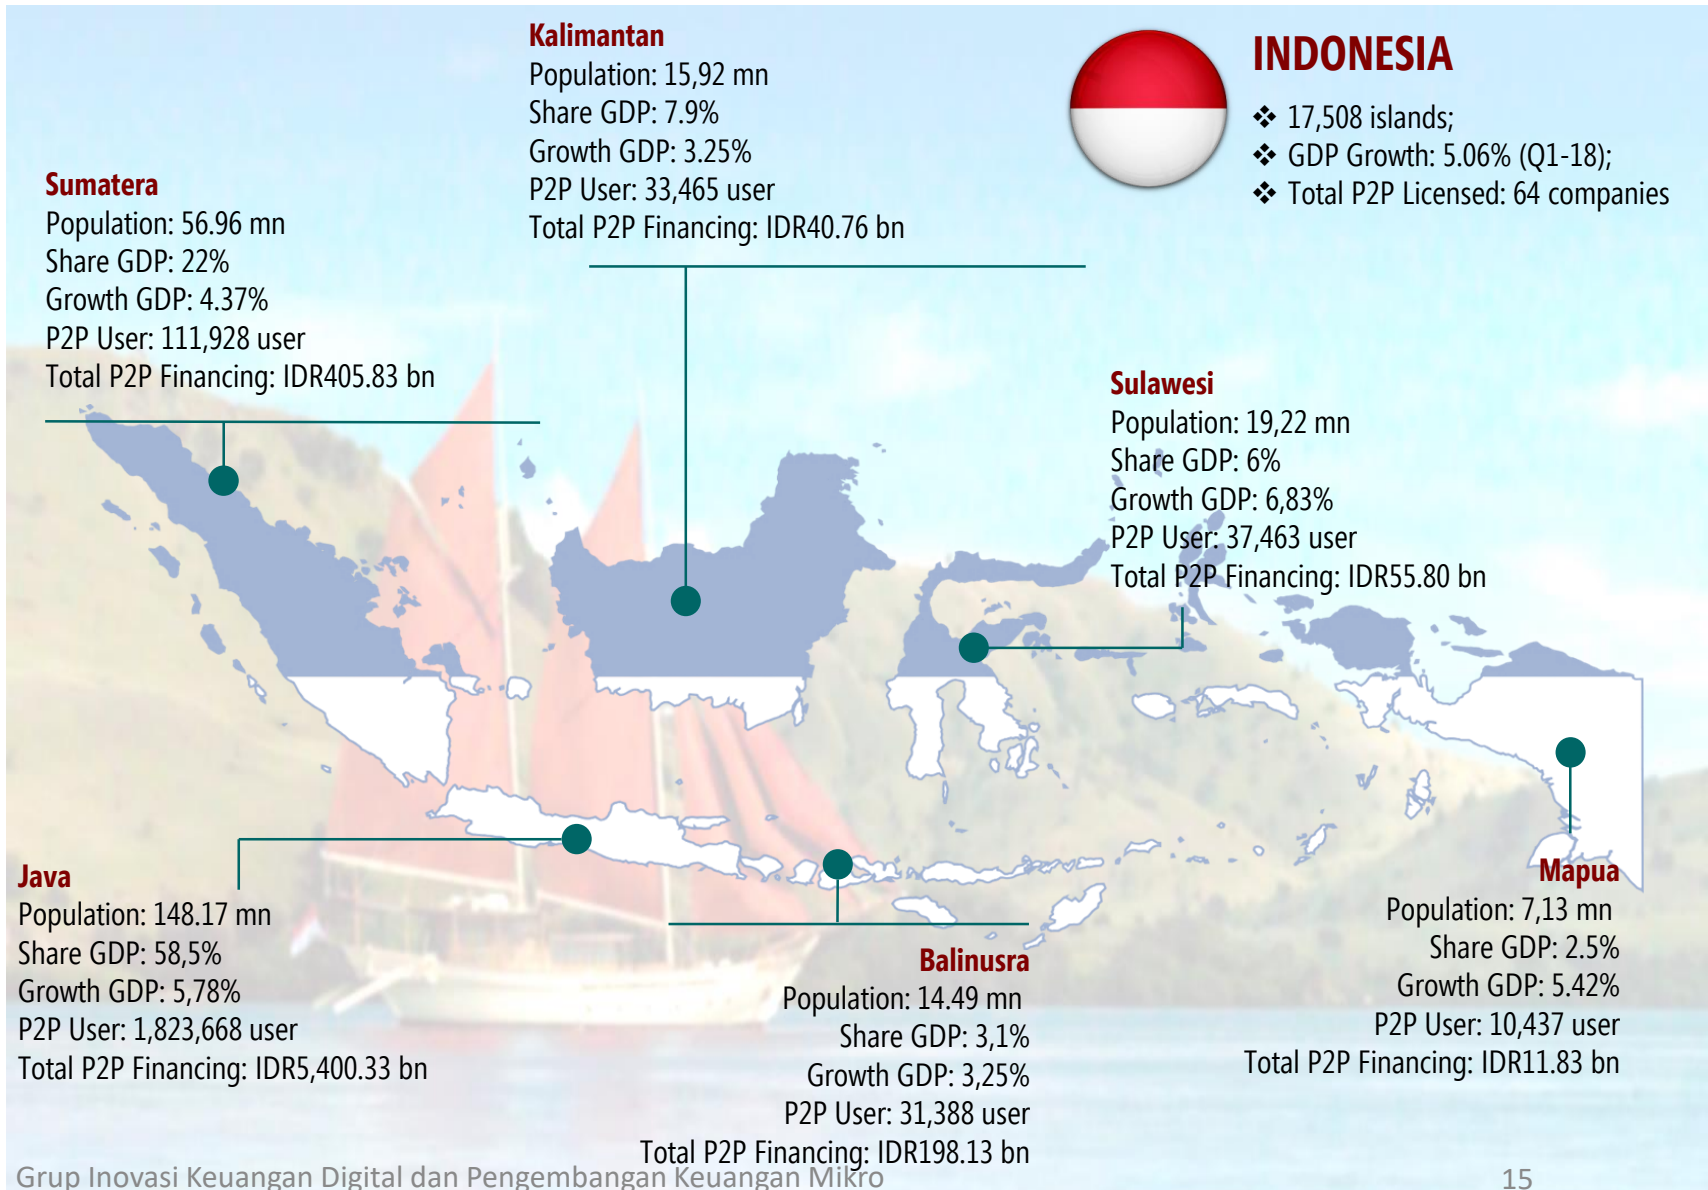 Kalimantan
Population: 15,92 mn
Share GDP: 7.9%
Growth GDP: 3.25%
P2P User: 33,465 user
Total P2P Financing: IDR40.76 bn
INDONESIA
❖ 17,508 islands;
❖ GDP Growth: 5.06% (Q1-18);
❖ Total P2P Licensed: 64 companies
Sumatera
Population: 56.96 mn
Share GDP: 22%
Growth GDP: 4.37%
P2P User: 111,928 user
Total P2P Financing: IDR405.83 bn
Sulawesi
Population: 19,22 mn
Share GDP: 6%
Growth GDP: 6,83%
P2P User: 37,463 user
Total P2P Financing: IDR55.80 bn
Java
Population: 148.17 mn
Share GDP: 58,5%
Growth GDP: 5,78%
P2P User: 1,823,668 user
Total P2P Financing: IDR5,400.33 bn
Balinusra
Population: 14.49 mn
Share GDP: 3,1%
Growth GDP: 3,25%
P2P User: 31,388 user
Total P2P Financing: IDR198.13 bn
Mapua
Population: 7,13 mn
Share GDP: 2.5%
Growth GDP: 5.42%
P2P User: 10,437 user
Total P2P Financing: IDR11.83 bn
Grup Inovasi Keuangan Digital dan Pengembangan Keuangan Mikro
15